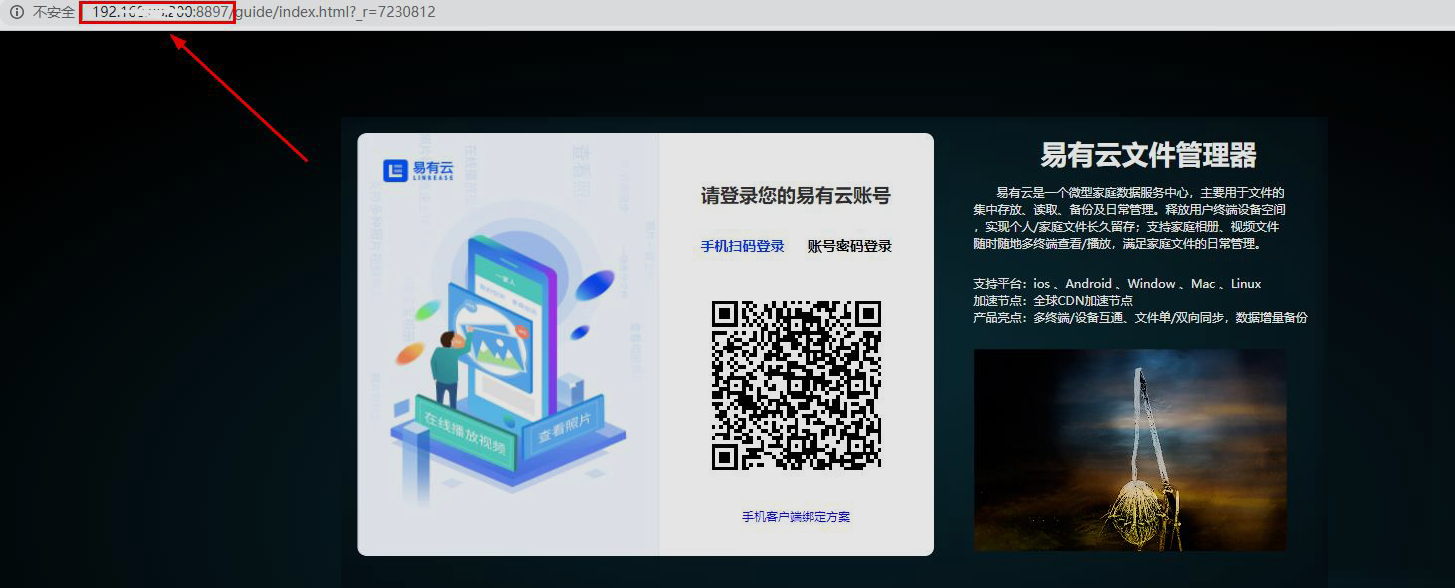 不安全
:8897/guide/index.html?_r=7230812
易有云
LINKEASE
一家人
在线播放视频
查看照片
请登录您的易有云账号
手机扫码登录 账号密码登录
手机客户端绑定方案
易有云文件管理器
易有云是一个微型家庭数据服务中心，主要用于文件的
集中存放、读取、备份及日常管理。释放用户终端设备空间
，实现个人/家庭文件长久留存；支持家庭相册、视频文件
随时随地多终端查看/播放，满足家庭文件的日常管理。
支持平台：ios 、Android 、Window 、Mac 、Linux
加速节点：全球CDN加速节点
产品亮点：多终端/设备互通、文件单/双向同步，数据增量备份